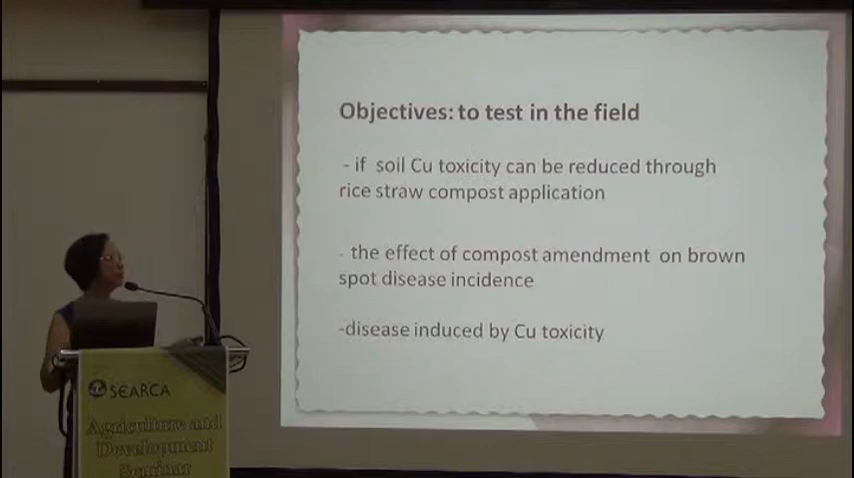 Objectives: to test in the field
- if soil Cu toxicity can be reduced through
rice straw compost application
- the effect of compost amendment on brown
spot disease incidence
-disease induced by Cu toxicity
SEARCA
Agriculture and
Development
Seminar